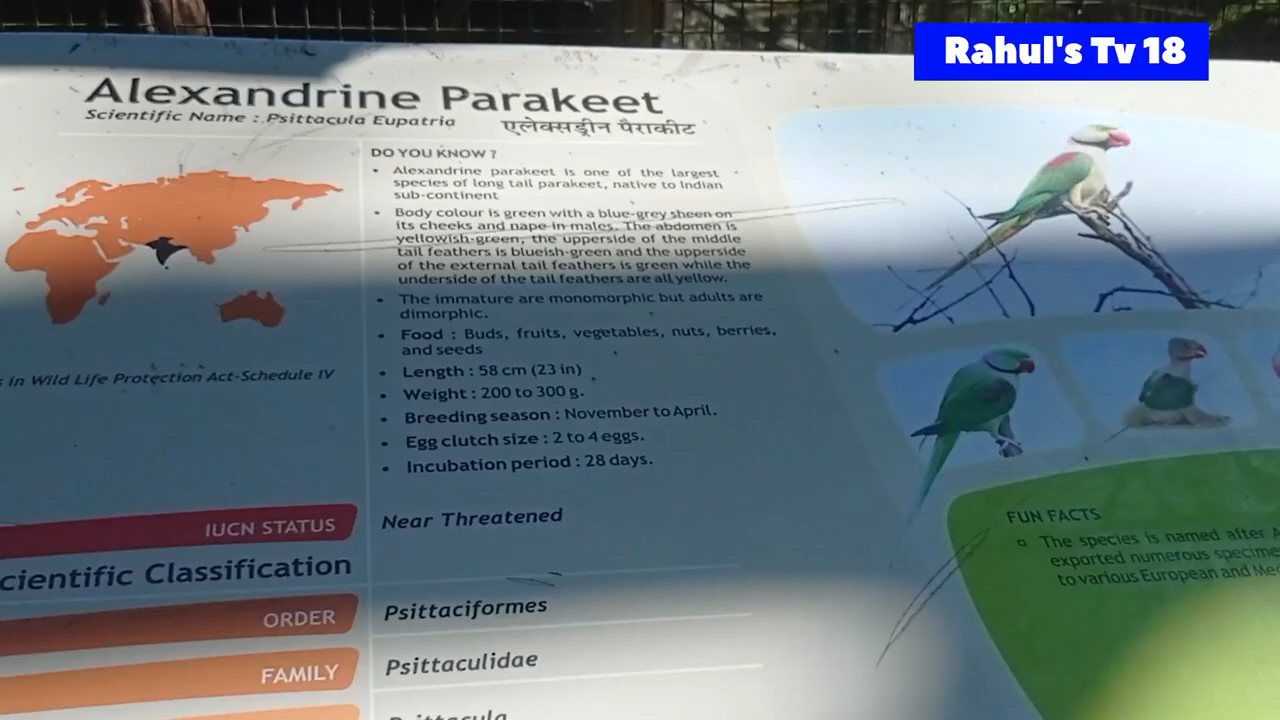 Rahul's Tv 18
Alexandrine Parakeet
Scientific Name : Psittacula Eupatria
एलेक्सड्रीन पैराकीट
DO YOU KNOW ?
• Alexandrine parakeet is one of the largest
species of long tail parakeet, native to Indian
sub-continent
• Body colour is green with a blue-grey sheen on
its cheeks and nape in males. The abdomen is
yellowish-green, the upperside of the middle
tail feathers is blueish-green and the upperside
of the external tail feathers is green while the
underside of the tail feathers are all yellow.
• The immature are monomorphic but adults are
dimorphic.
• Food : Buds, fruits, vegetables, nuts, berries,
and seeds
• Length : 58 cm (23 in)
• Weight : 200 to 300 g.
• Breeding season : November to April.
• Egg clutch size : 2 to 4 eggs.
• Incubation period : 28 days.
in Wild Life Protection Act-Schedule IV
IUCN STATUS
Near Threatened
cientific Classification
ORDER
Psittaciformes
FAMILY
Psittaculidae
FUN FACTS
The species is named after
exported numerous
to various European and